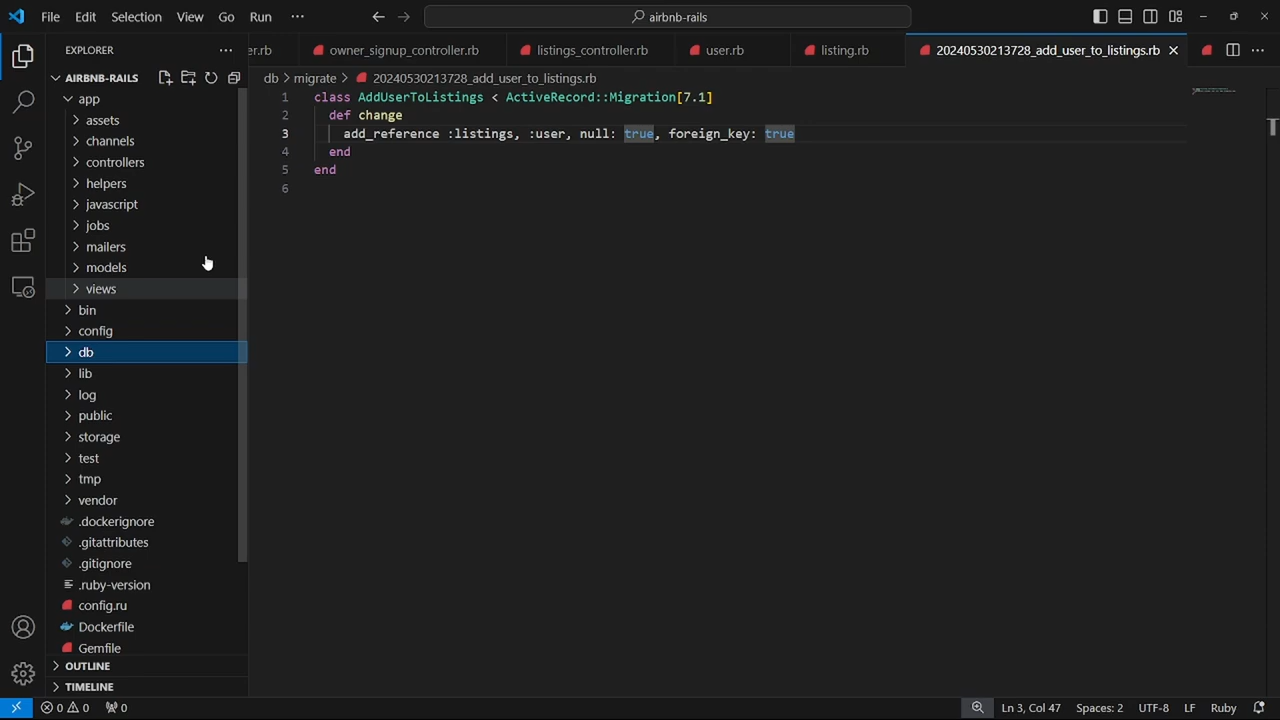 File Edit Selection View Go Run ··· airbnb-rails
EXPLORER ···
er.rb owner_signup_controller.rb listings_controller.rb user.rb listing.rb 20240530213728_add_user_to_listings.rb
AIRBNB-RAILS
db > migrate > 20240530213728_add_user_to_listings.rb
app
assets
channels
controllers
helpers
javascript
jobs
mailers
models
views
bin
config
db
lib
log
public
storage
test
tmp
vendor
.dockerignore
.gitattributes
.gitignore
.ruby-version
config.ru
Dockerfile
Gemfile
OUTLINE
TIMELINE
1 class AddUserToListings < ActiveRecord::Migration[7.1]
2 def change
3 add_reference :listings, :user, null: true, foreign_key: true
4 end
5 end
6
0 0 0 Ln 3, Col 47 Spaces: 2 UTF-8 LF Ruby